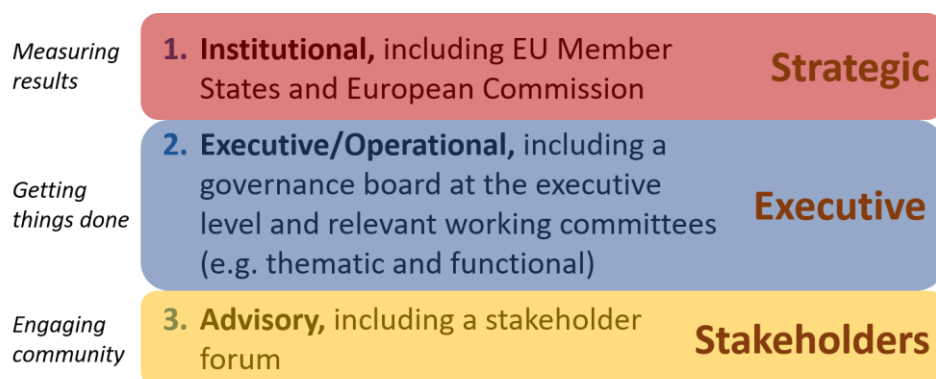 Measuring
results
1. Institutional, including EU Member
States and European Commission
Strategic
Getting
things done
2. Executive/Operational, including a
governance board at the executive
level and relevant working committees
(e.g. thematic and functional)
Executive
Engaging
community
3. Advisory, including a stakeholder
forum
Stakeholders